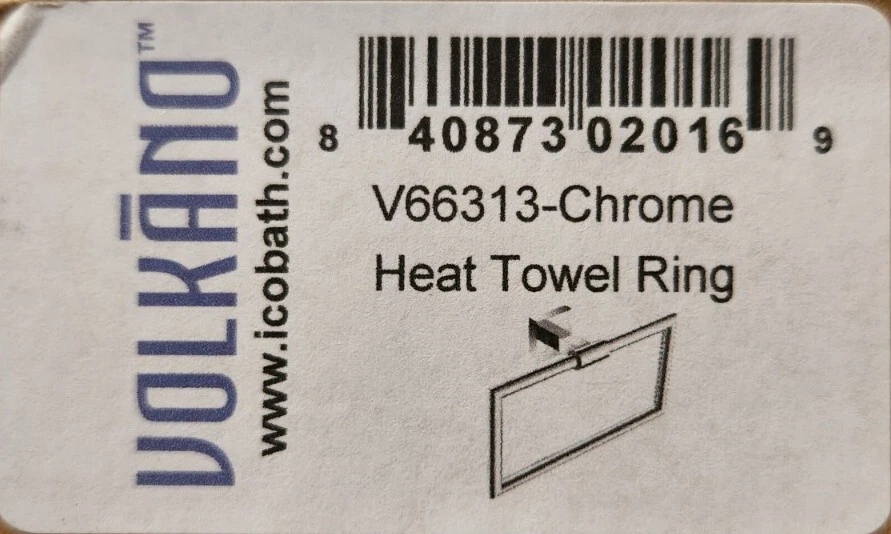 VOLKĀNO™
www.icobath.com
8 40873 02016 9
V66313-Chrome
Heat Towel Ring